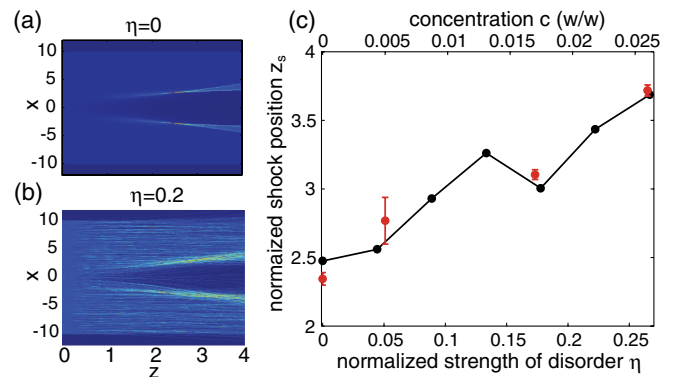 (a)
η=0
x
10
5
0
-5
-10
(b)
η=0.2
x
10
5
0
-5
-10
0 1 2 3 4
z
(c)
concentration c (w/w)
0 0.005 0.01 0.015 0.02 0.025
normaized shock position z_s
4
3.5
3
2.5
2
0 0.05 0.1 0.15 0.2 0.25
normalized strength of disorder η